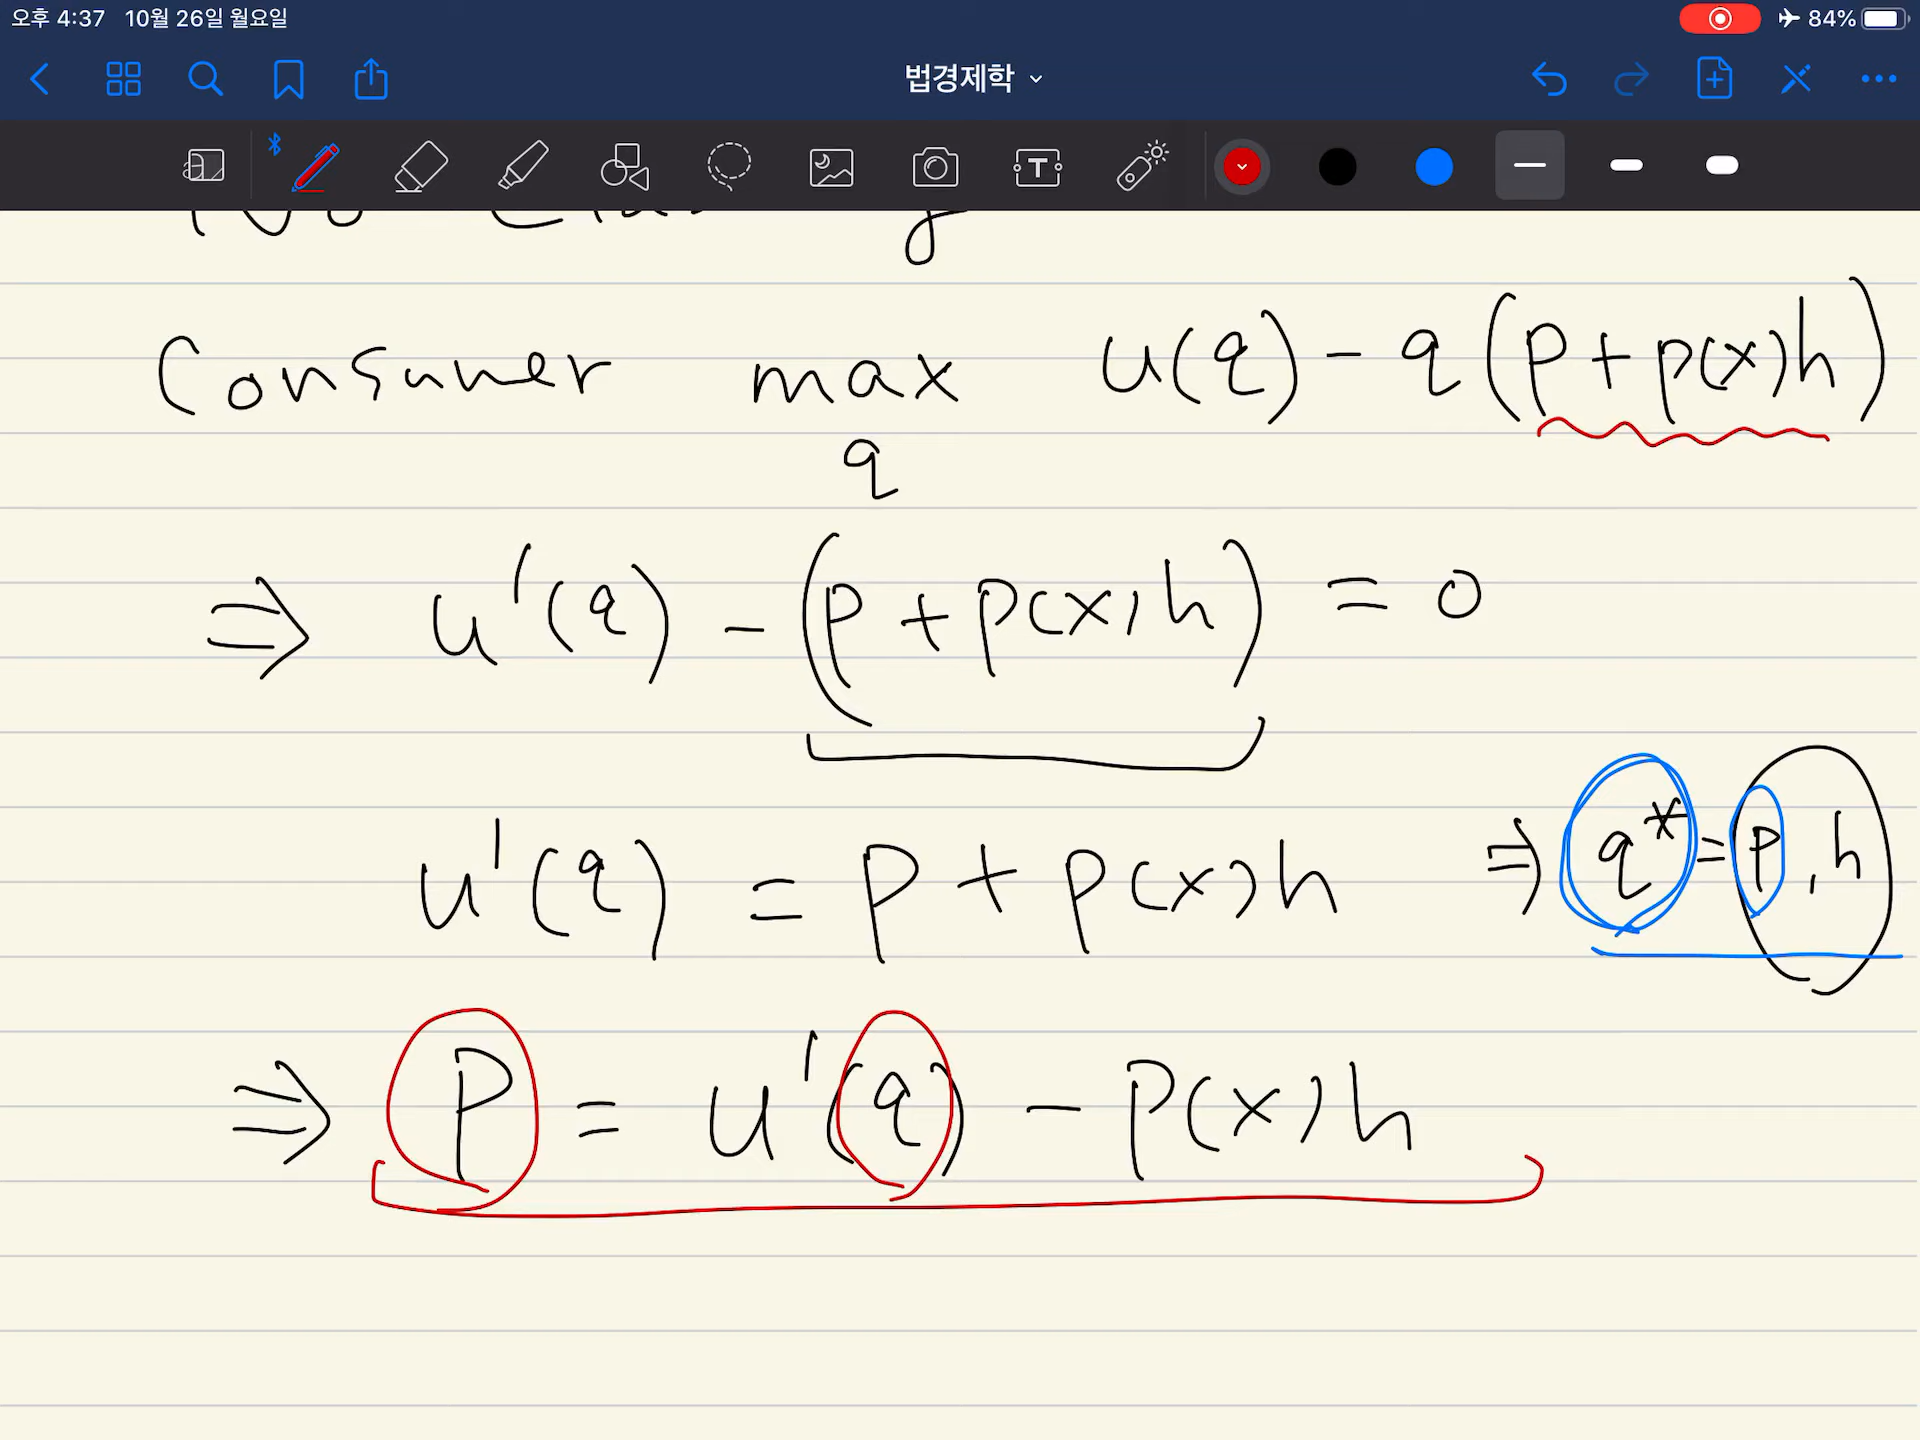 오후 4:37 10월 26일 월요일
84%
법경제학
No
Consumer max u(q) - q(p + p(x)h)
q
⇒ u'(q) - (p + p(x)h) = 0
u'(q) = p + p(x)h ⇒ q* = p, h
⇒ P = u'(q) - p(x)h